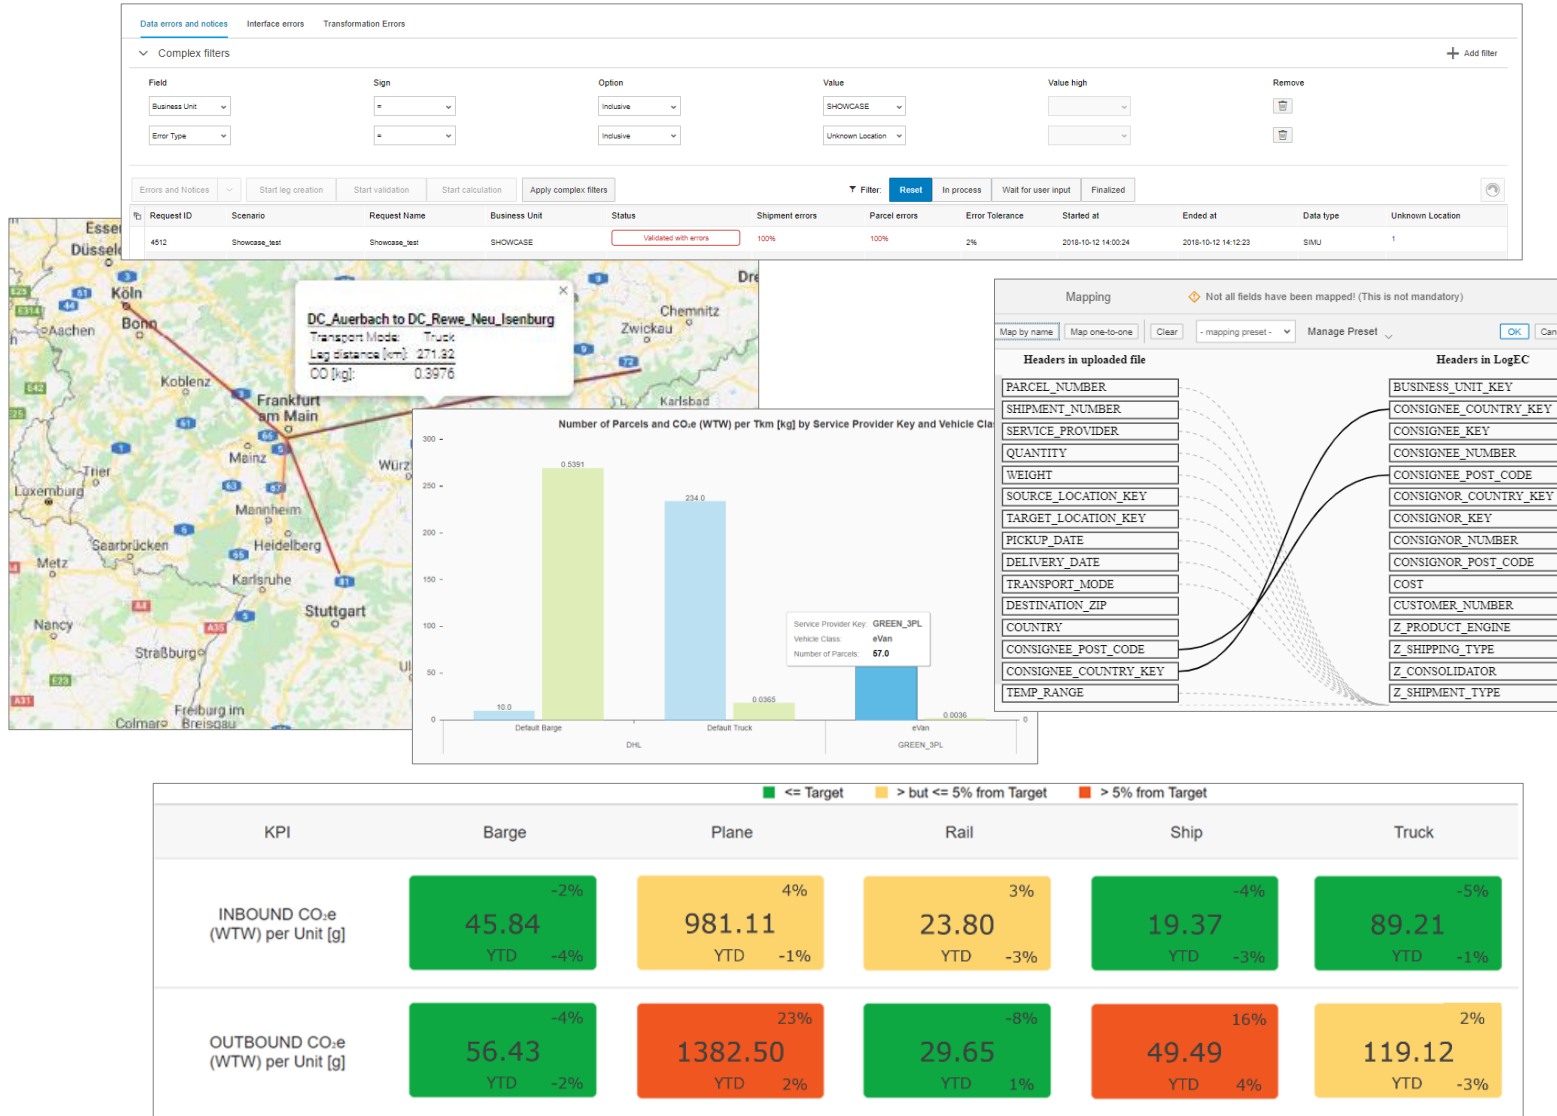 Data errors and notices Interface errors Transformation Errors
Complex filters Add filter
Field Sign Option Value Value high Remove
Business Unit = Inclusive SHOWCASE
Error Type = Inclusive Unknown Location
Errors and Notices Start leg creation Start validation Start calculation Apply complex filters Filter: Reset In process Wait for user input Finalized
Request ID Scenario Request Name Business Unit Status Shipment errors Parcel errors Error Tolerance Started at Ended at Data type Unknown Location
4512 Showcase_test Showcase_test SHOWCASE Validated with errors 100% 100% 2% 2018-10-12 14:00:24 2018-10-12 14:12:23 SIMU 1
Essen
Düsseld
Köln
Aachen
Bonn
Koblenz
Frankfurt
am Main
Mainz
Würz
Trier
Luxemburg
Mannheim
Saarbrücken
Heidelberg
Metz
Karlsruhe
Stuttgart
Nancy
Straßburg
Ul
Freiburg im
Breisgau
Colmar
Dre
Chemnitz
Zwickau
Karlsbad
DC_Auerbach to DC_Rewe_Neu_Isenburg
Transport Mode: Truck
Leg distance [km]: 271.32
CO [kg]: 0.3976
Number of Parcels and CO₂e (WTW) per Tkm [kg] by Service Provider Key and Vehicle Clas
300
250
200
150
100
50
0
0
0.5391
234.0
10.0
0.0365
0.0036
Service Provider Key: GREEN_3PL
Vehicle Class: eVan
Number of Parcels: 57.0
Default Barge Default Truck eVan
DHL GREEN_3PL
Mapping Not all fields have been mapped! (This is not mandatory)
Map by name Map one-to-one Clear - mapping preset - Manage Preset OK Can
Headers in uploaded file Headers in LogEC
PARCEL_NUMBER BUSINESS_UNIT_KEY
SHIPMENT_NUMBER CONSIGNEE_COUNTRY_KEY
SERVICE_PROVIDER CONSIGNEE_KEY
QUANTITY CONSIGNEE_NUMBER
WEIGHT CONSIGNEE_POST_CODE
SOURCE_LOCATION_KEY CONSIGNOR_COUNTRY_KEY
TARGET_LOCATION_KEY CONSIGNOR_KEY
PICKUP_DATE CONSIGNOR_NUMBER
DELIVERY_DATE CONSIGNOR_POST_CODE
TRANSPORT_MODE COST
DESTINATION_ZIP CUSTOMER_NUMBER
COUNTRY Z_PRODUCT_ENGINE
CONSIGNEE_POST_CODE Z_SHIPPING_TYPE
CONSIGNEE_COUNTRY_KEY Z_CONSOLIDATOR
TEMP_RANGE Z_SHIPMENT_TYPE
<= Target > but <= 5% from Target > 5% from Target
KPI Barge Plane Rail Ship Truck
-2% 4% 3% -4% -5%
INBOUND CO₂e
(WTW) per Unit [g]
45.84 981.11 23.80 19.37 89.21
YTD -4% YTD -1% YTD -3% YTD -3% YTD -1%
-4% 23% -8% 16% 2%
OUTBOUND CO₂e
(WTW) per Unit [g]
56.43 1382.50 29.65 49.49 119.12
YTD -2% YTD 2% YTD 1% YTD 4% YTD -3%